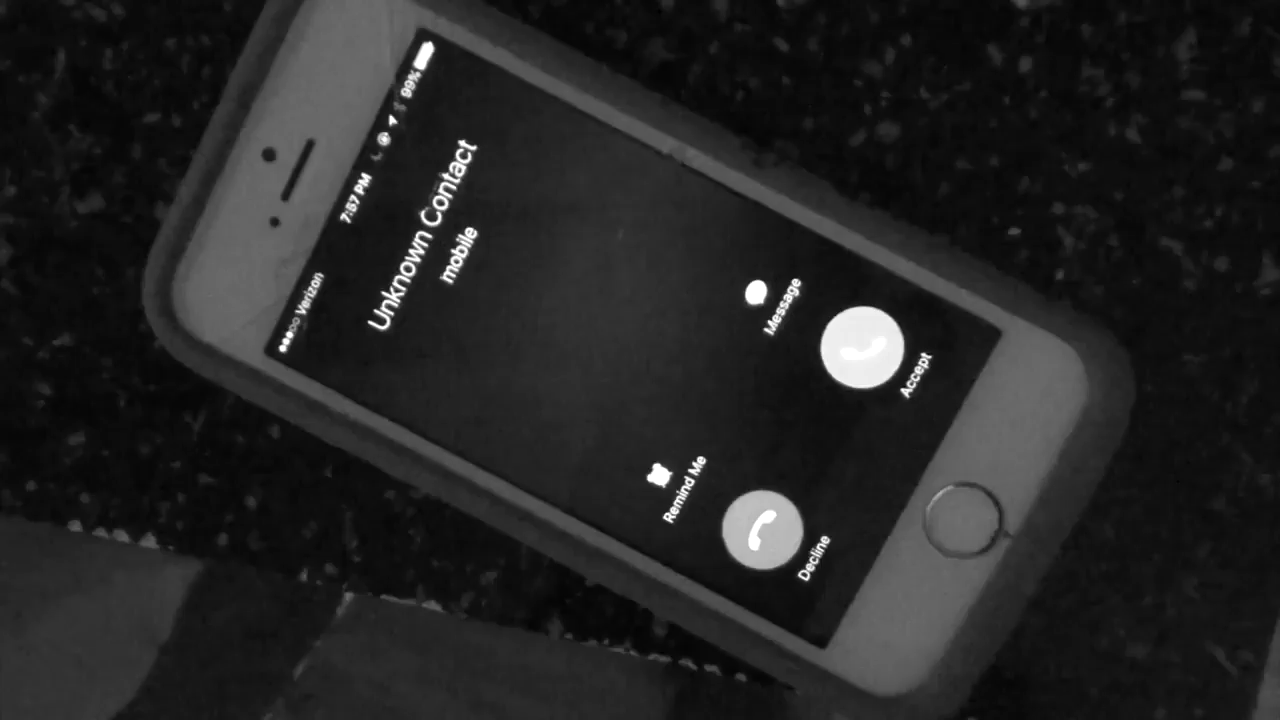 Verizon 7:57 PM 99%
Unknown Contact
mobile
Remind Me
Message
Decline
Accept